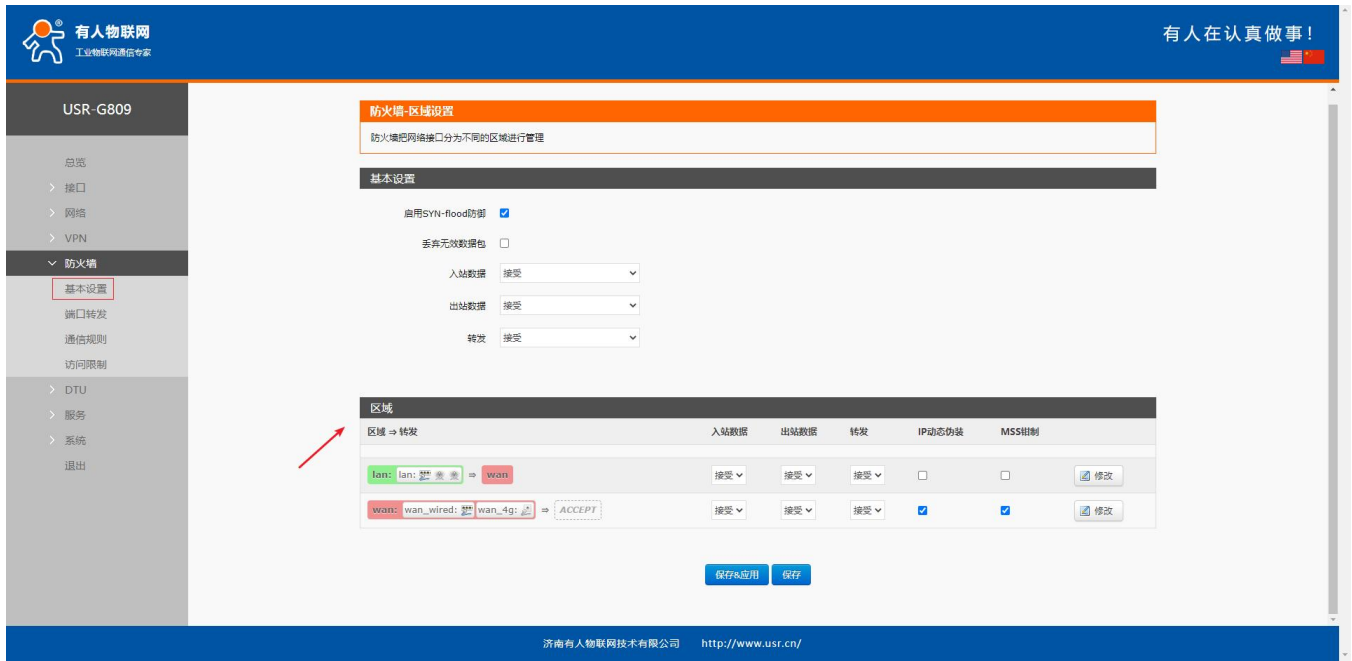 有人物联网
工业物联网通信专家
有人在认真做事！
USR-G809
总览
接口
网络
VPN
防火墙
基本设置
端口转发
通信规则
访问限制
DTU
服务
系统
退出
防火墙-区域设置
防火墙把网络接口分为不同的区域进行管理
基本设置
启用SYN-flood防御
丢弃无效数据包
入站数据 接受
出站数据 接受
转发 接受
区域
区域 ⇒ 转发 入站数据 出站数据 转发 IP动态伪装 MSS钳制
lan: lan: ⇒ wan 接受 接受 接受 修改
wan: wan_wired: wan_4g: ⇒ ACCEPT 接受 接受 接受 修改
保存&应用 保存
济南有人物联网技术有限公司 http://www.usr.cn/